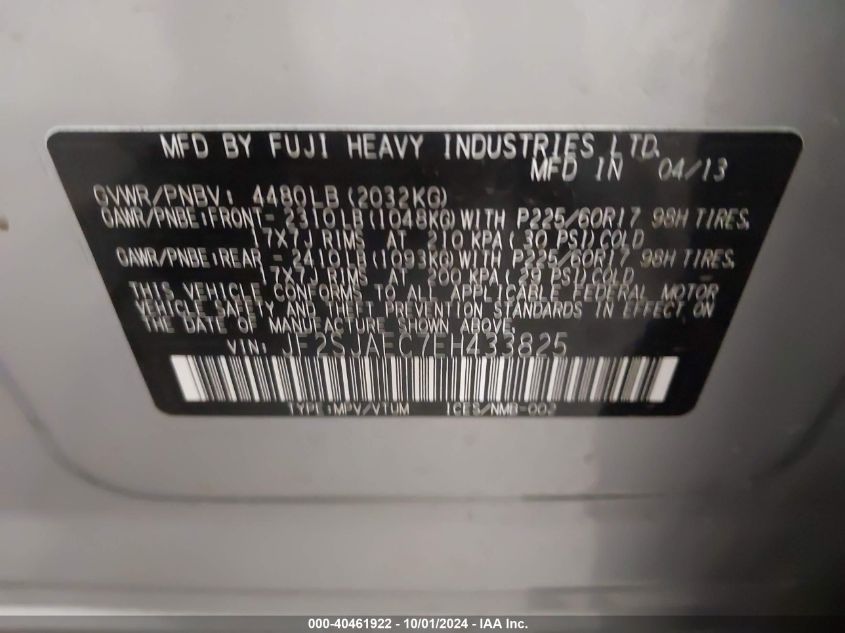 MFD BY FUJI HEAVY INDUSTRIES LTD.
MFD IN 04/13
GVWR/PNBV: 4480LB (2032KG)
GAWR/PNBE:FRONT- 2310LB (1048KG) WITH P225/60R17 98H TIRES,
17X7J RIMS AT 210 KPA ( 30 PSI) COLD
GAWR/PNBE:REAR - 2410LB (1093KG) WITH P225/60R17 98H TIRES,
17X7J RIMS AT 200 KPA ( 29 PSI) COLD -
THIS VEHICLE CONFORMS TO ALL APPLICABLE FEDERAL MOTOR
VEHICLE SAFETY AND THEFT PREVENTION STANDARDS IN EFFECT ON
THE DATE OF MANUFACTURE SHOWN ABOVE.
VIN: JF2SJAEC7EH433825
TYPE:MPV/VTUM ICES/NMB-002
000-40461922 - 10/01/2024 - IAA Inc.